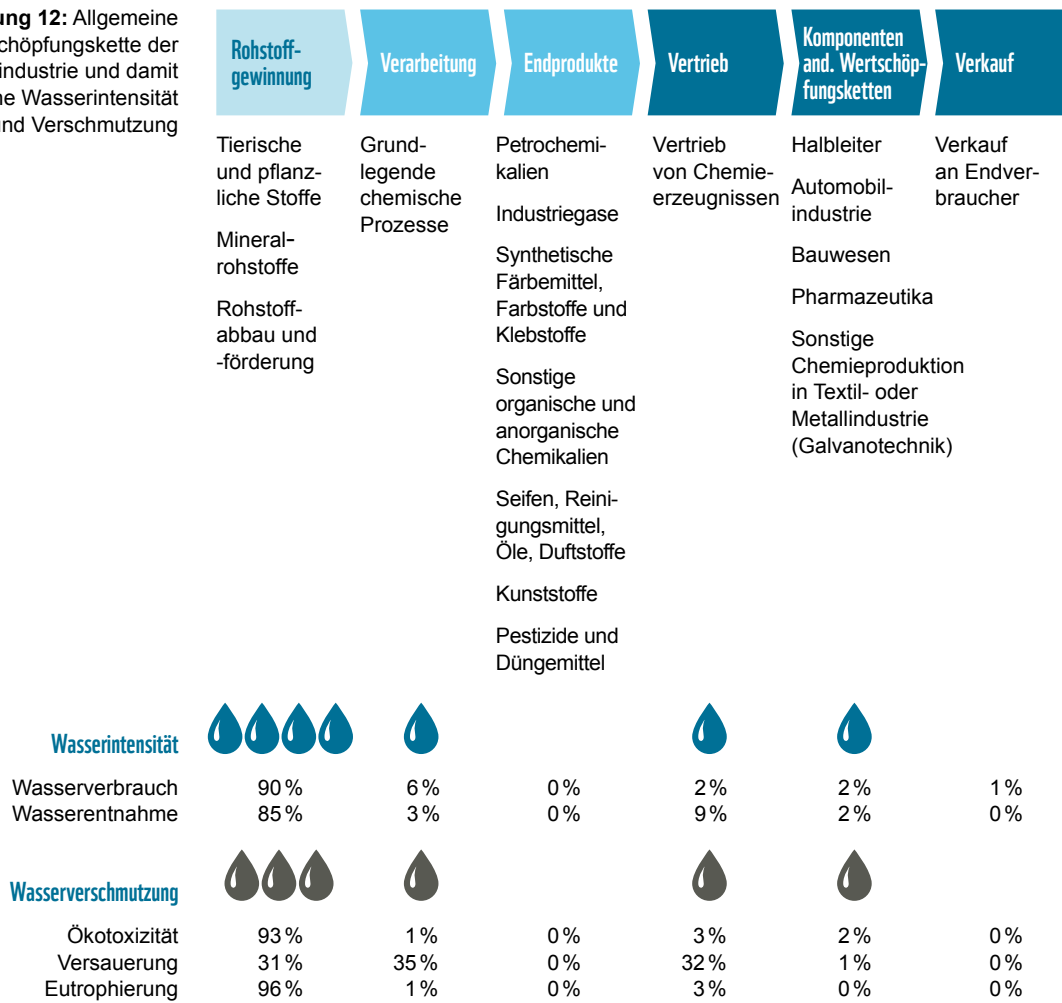 ung 12: Allgemeine
chöpfungskette der
industrie und damit
ne Wasserintensität
und Verschmutzung
Rohstoff-
gewinnung
Verarbeitung
Endprodukte
Vertrieb
Komponenten
and. Wertschöp-
fungsketten
Verkauf
Tierische
und pflanz-
liche Stoffe
Mineral-
rohstoffe
Rohstoff-
abbau und
-förderung
Grund-
legende
chemische
Prozesse
Petrochemi-
kalien
Industriegase
Synthetische
Färbemittel,
Farbstoffe und
Klebstoffe
Sonstige
organische und
anorganische
Chemikalien
Seifen, Reini-
gungsmittel,
Öle, Duftstoffe
Kunststoffe
Pestizide und
Düngemittel
Vertrieb
von Chemie-
erzeugnissen
Halbleiter
Automobil-
industrie
Bauwesen
Pharmazeutika
Sonstige
Chemieproduktion
in Textil- oder
Metallindustrie
(Galvanotechnik)
Verkauf
an Endver-
braucher
Wasserintensität
Wasserverbrauch 90 % 6 % 0 % 2 % 2 % 1 %
Wasserentnahme 85 % 3 % 0 % 9 % 2 % 0 %
Wasserverschmutzung
Ökotoxizität 93 % 1 % 0 % 3 % 2 % 0 %
Versauerung 31 % 35 % 0 % 32 % 1 % 0 %
Eutrophierung 96 % 1 % 0 % 3 % 0 % 0 %